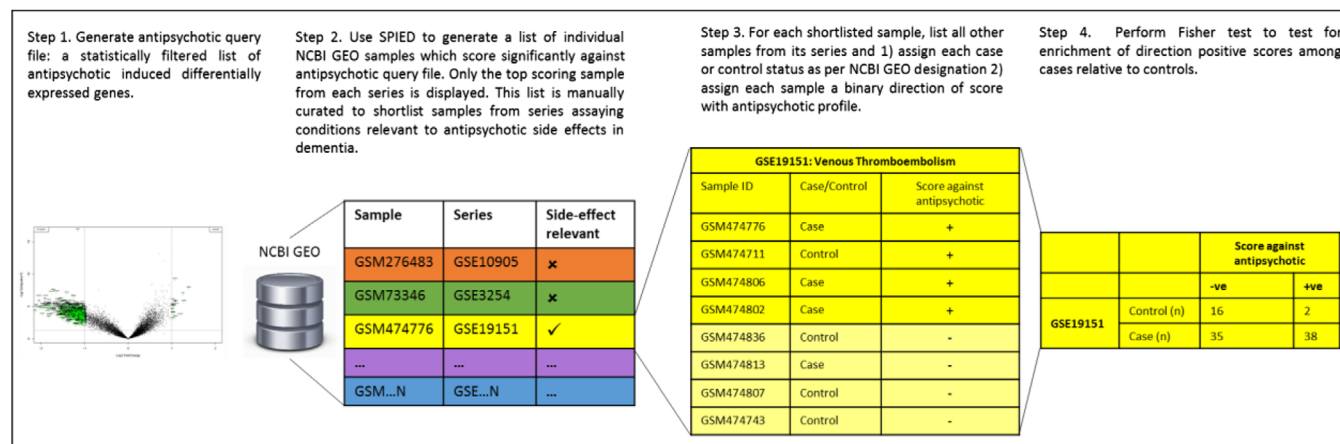 Step 1. Generate antipsychotic query
file: a statistically filtered list of
antipsychotic induced differentially
expressed genes.
Step 2. Use SPIED to generate a list of individual
NCBI GEO samples which score significantly against
antipsychotic query file. Only the top scoring sample
from each series is displayed. This list is manually
curated to shortlist samples from series assaying
conditions relevant to antipsychotic side effects in
dementia.
Step 3. For each shortlisted sample, list all other
samples from its series and 1) assign each case
or control status as per NCBI GEO designation 2)
assign each sample a binary direction of score
with antipsychotic profile.
Step 4. Perform Fisher test to test for
enrichment of direction positive scores among
cases relative to controls.
NCBI GEO
Sample Series Side-effect
relevant
GSM276483 GSE10905 ✘
GSM73346 GSE3254 ✘
GSM474776 GSE19151 ✓
... ... ...
GSM...N GSE...N ...
GSE19151: Venous Thromboembolism
Sample ID Case/Control Score against
antipsychotic
GSM474776 Case +
GSM474711 Control +
GSM474806 Case +
GSM474802 Case +
GSM474836 Control -
GSM474813 Case -
GSM474807 Control -
GSM474743 Control -
Score against
antipsychotic
-ve +ve
GSE19151
Control (n) 16 2
Case (n) 35 38